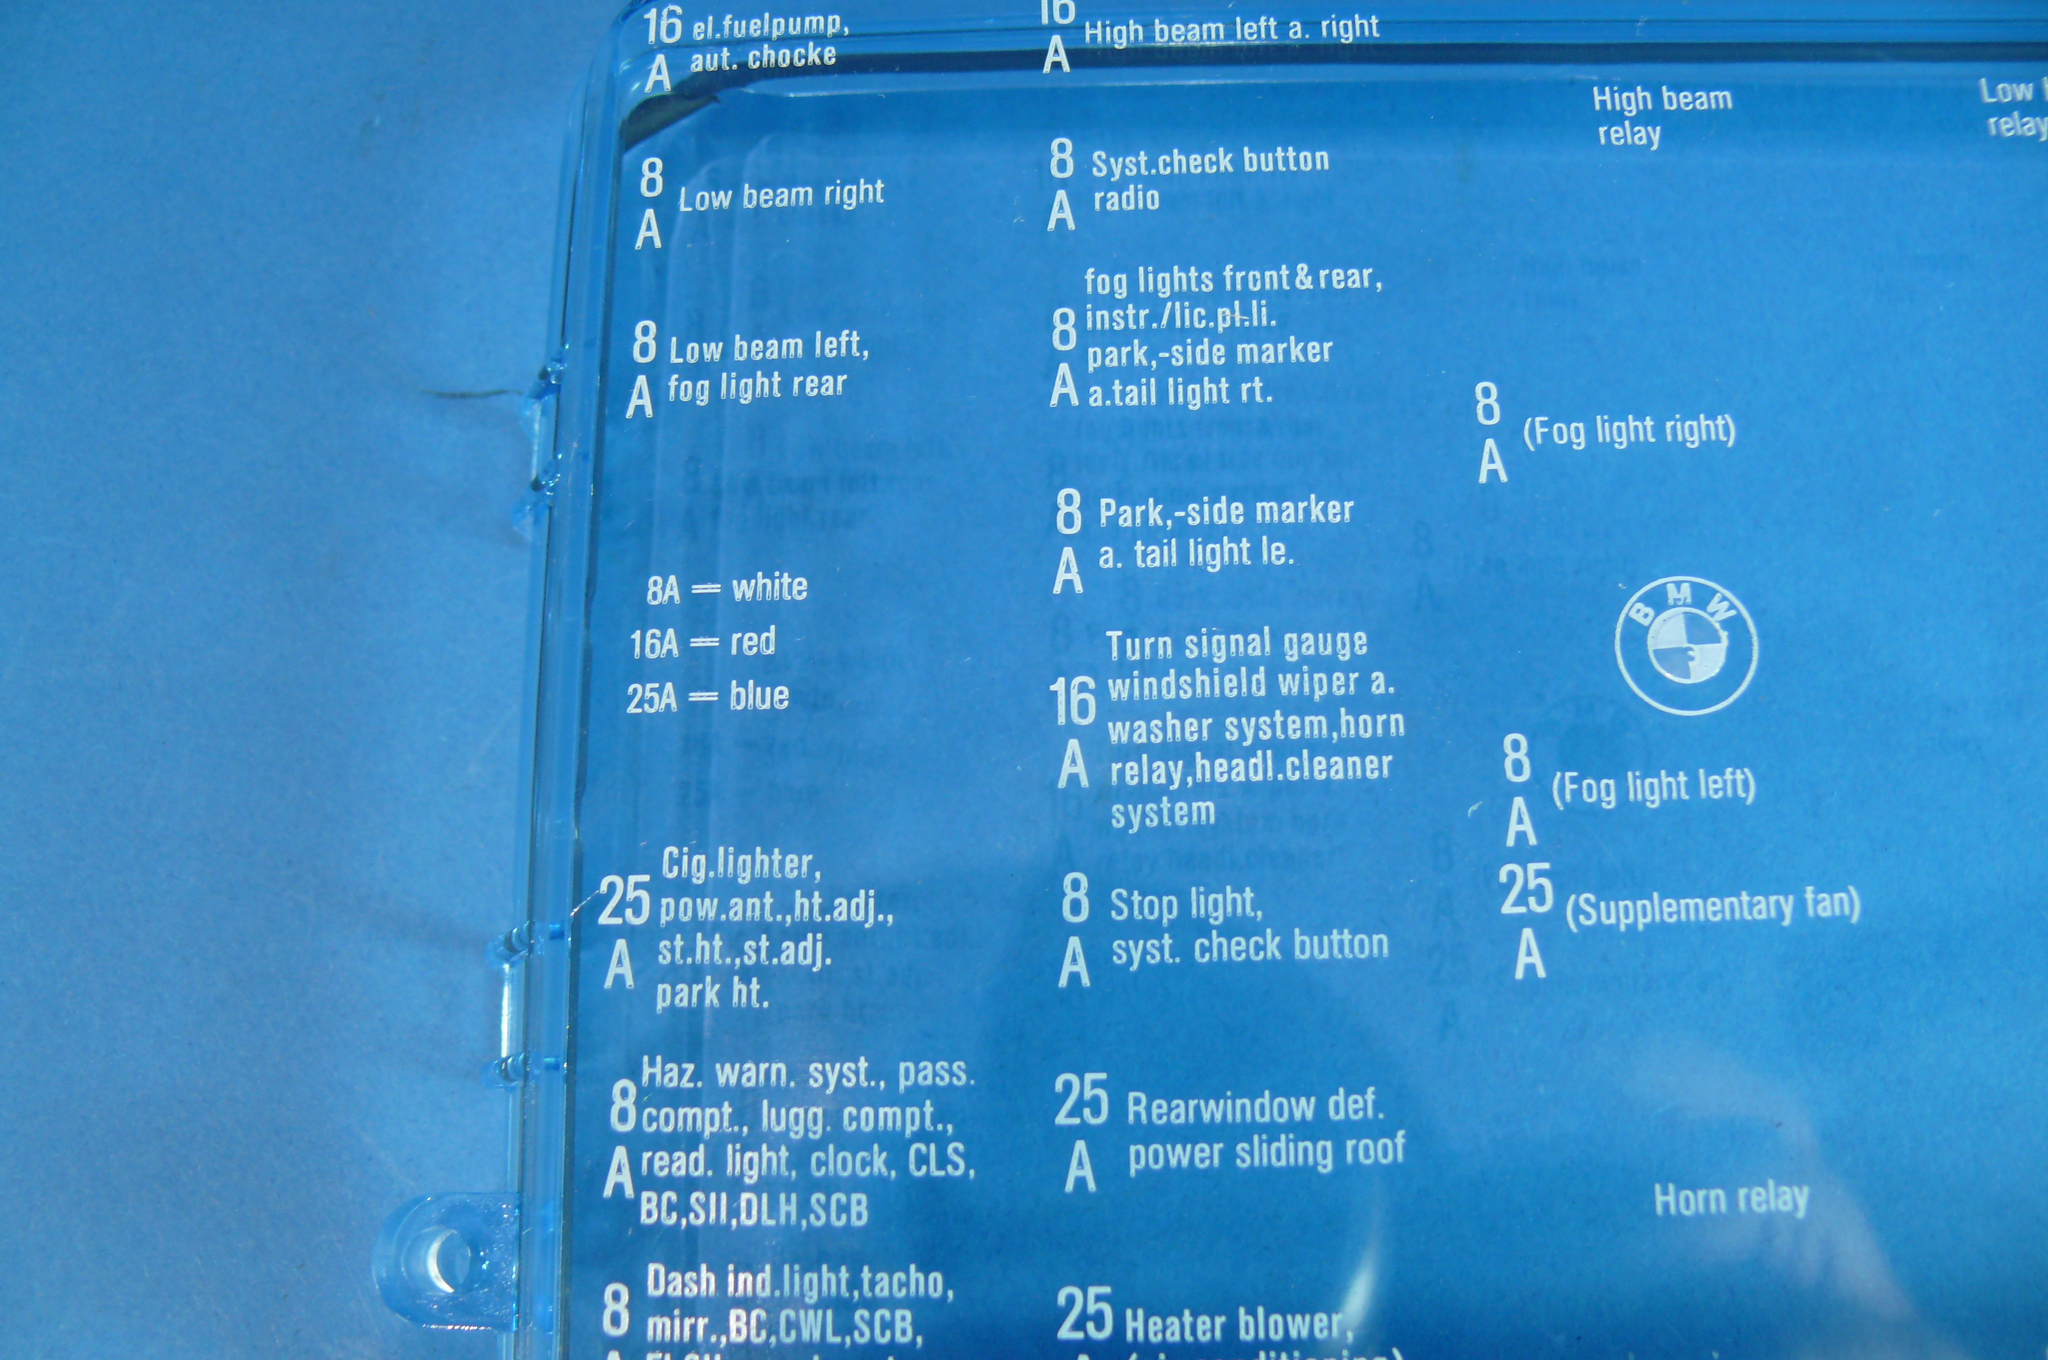 16 el.fuelpump,
A aut. chocke
8
A Low beam right
8 Low beam left,
A fog light rear
8A = white
16A = red
25A = blue
Cig.lighter,
25 pow.ant.,ht.adj.,
A st.ht.,st.adj.
park ht.
Haz. warn. syst., pass.
8 compt., lugg. compt.,
A read. light, clock, CLS,
BC,SII,DLH,SCB
Dash ind.light,tacho,
8 mirr.,BC,CWL,SCB,
16 High beam left a. right
A
8 Syst.check button
A radio
fog lights front & rear,
8 instr./lic.pl.li.
park,-side marker
A a.tail light rt.
8 Park,-side marker
A a. tail light le.
Turn signal gauge
16 windshield wiper a.
washer system,horn
A relay,headl.cleaner
system
8 Stop light,
A syst. check button
25 Rearwindow def.
A power sliding roof
25 Heater blower,
High beam
relay
Low
relay
8
A (Fog light right)
BMW
8 (Fog light left)
A
25 (Supplementary fan)
A
Horn relay